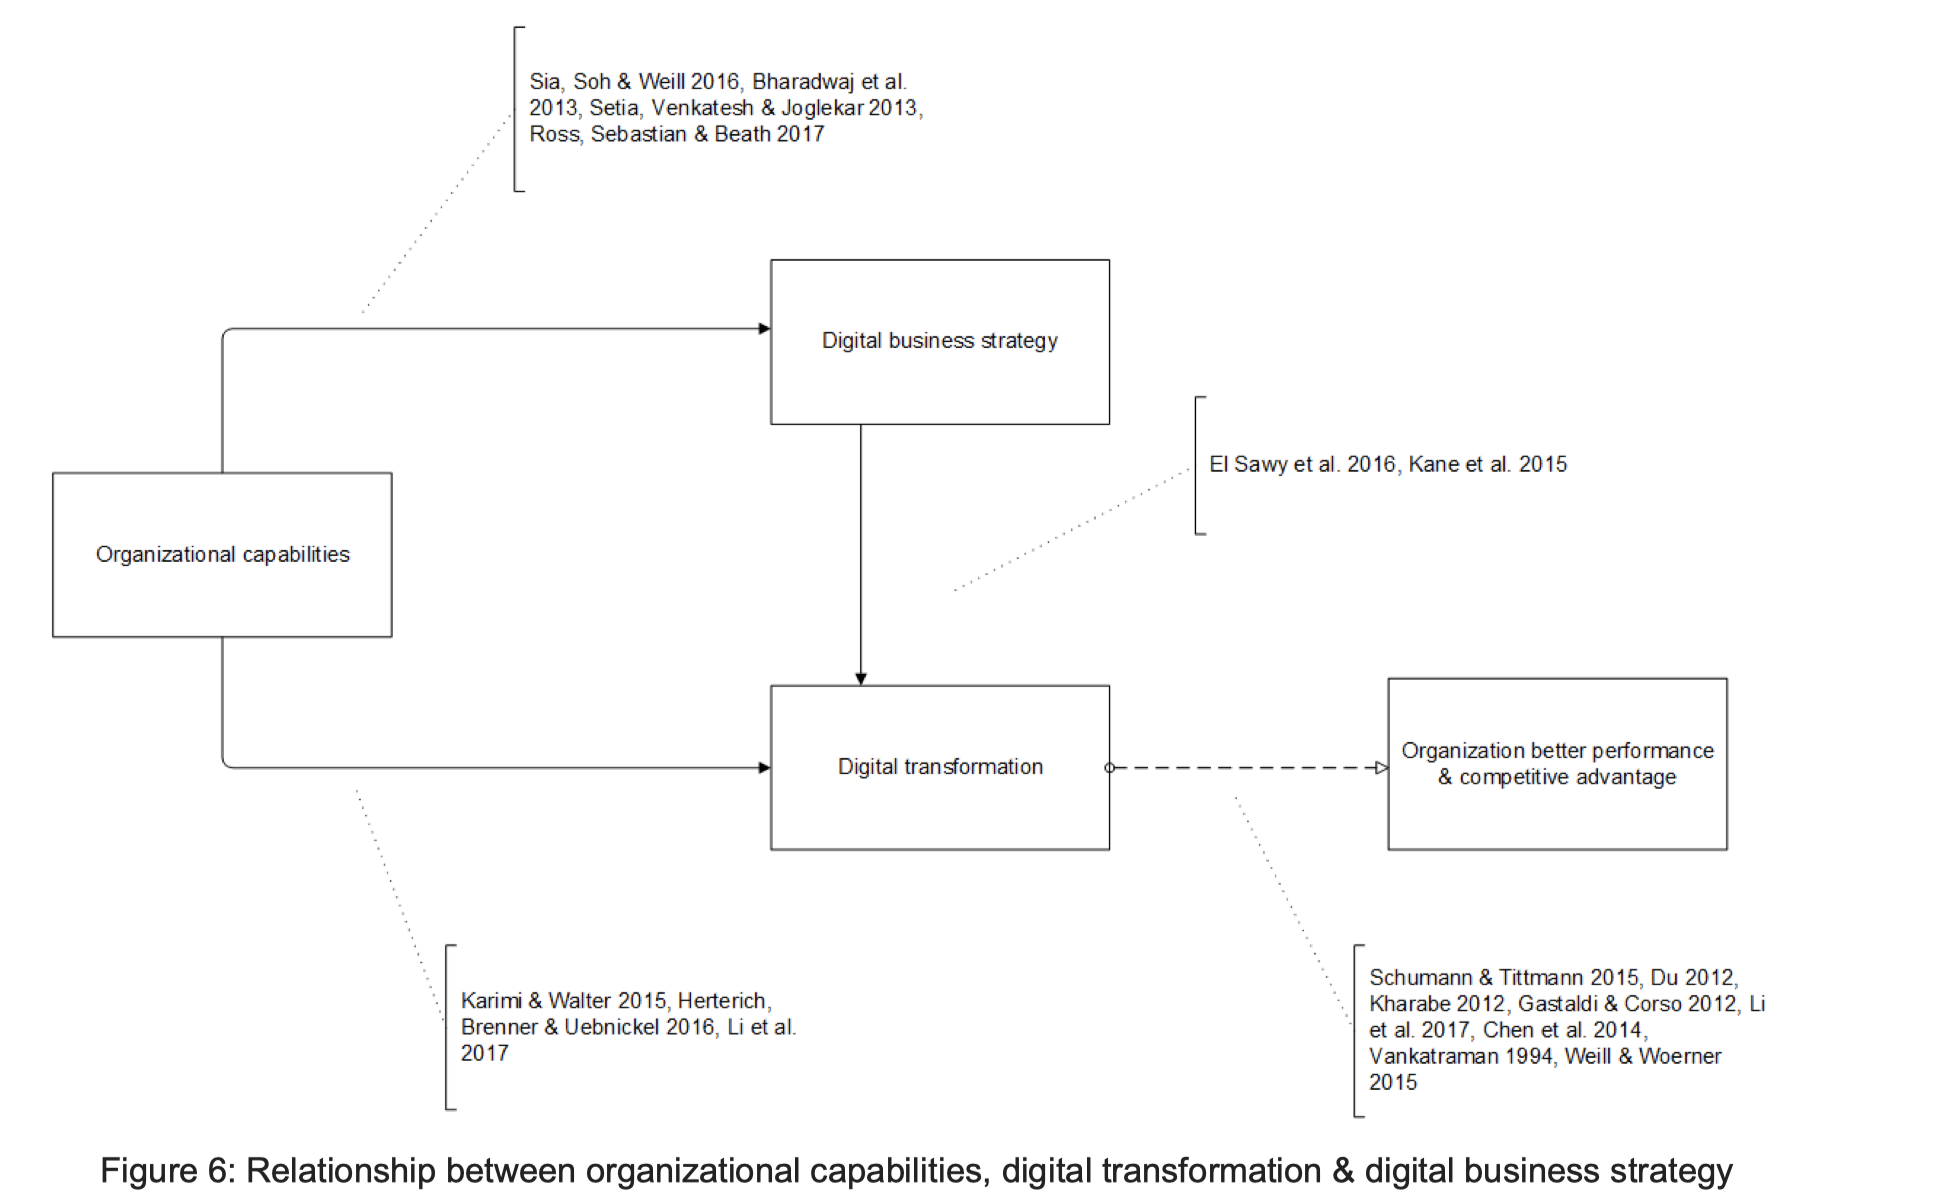 Sia, Soh & Weill 2016, Bharadwaj et al.
2013, Setia, Venkatesh & Joglekar 2013,
Ross, Sebastian & Beath 2017
Digital business strategy
El Sawy et al. 2016, Kane et al. 2015
Organizational capabilities
Digital transformation
Organization better performance
& competitive advantage
Karimi & Walter 2015, Herterich,
Brenner & Uebnickel 2016, Li et al.
2017
Schumann & Tittmann 2015, Du 2012,
Kharabe 2012, Gastaldi & Corso 2012, Li
et al. 2017, Chen et al. 2014,
Vankatraman 1994, Weill & Woerner
2015
Figure 6: Relationship between organizational capabilities, digital transformation & digital business strategy